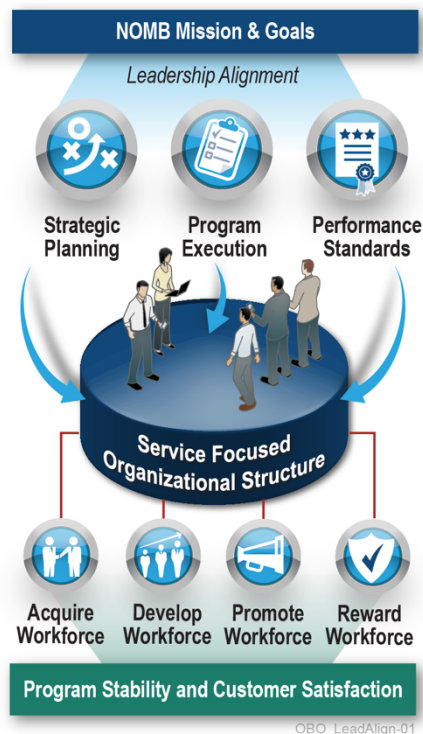 NOMB Mission & Goals
Leadership Alignment
Strategic
Planning
Program
Execution
Performance
Standards
Service Focused
Organizational Structure
Acquire
Workforce
Develop
Workforce
Promote
Workforce
Reward
Workforce
Program Stability and Customer Satisfaction
OBO_LeadAlign-01